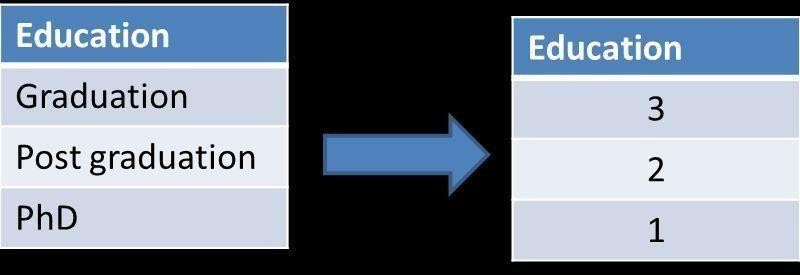 Education
Graduation
Post graduation
PhD
Education
3
2
1